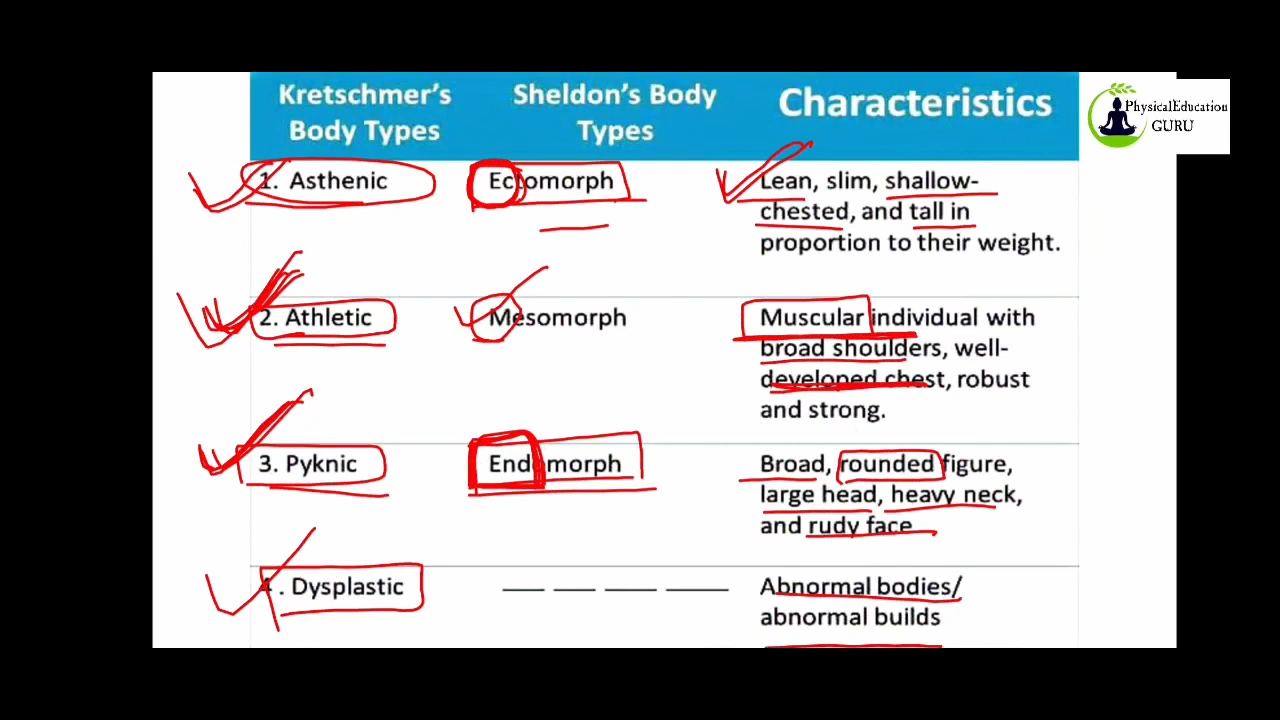 Kretschmer's Sheldon's Body Characteristics
Body Types Types
PhysicalEducation
GURU
1. Asthenic Ectomorph Lean, slim, shallow-
chested, and tall in
proportion to their weight.
2. Athletic Mesomorph Muscular individual with
broad shoulders, well-
developed chest, robust
and strong.
3. Pyknic Endomorph Broad, rounded figure,
large head, heavy neck,
and rudy face
4. Dysplastic Abnormal bodies/
abnormal builds